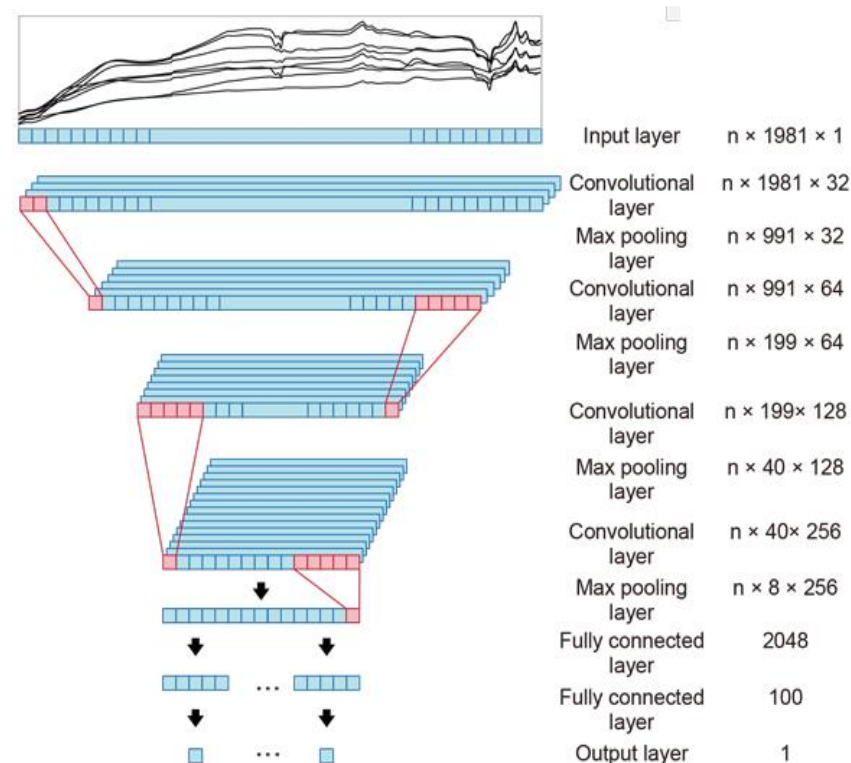 Input layer n × 1981 × 1
Convolutional n × 1981 × 32
layer
Max pooling n × 991 × 32
layer
Convolutional n × 991 × 64
layer
Max pooling n × 199 × 64
layer
Convolutional n × 199× 128
layer
Max pooling n × 40 × 128
layer
Convolutional n × 40× 256
layer
Max pooling n × 8 × 256
layer
Fully connected 2048
layer
... Fully connected 100
layer
... Output layer 1